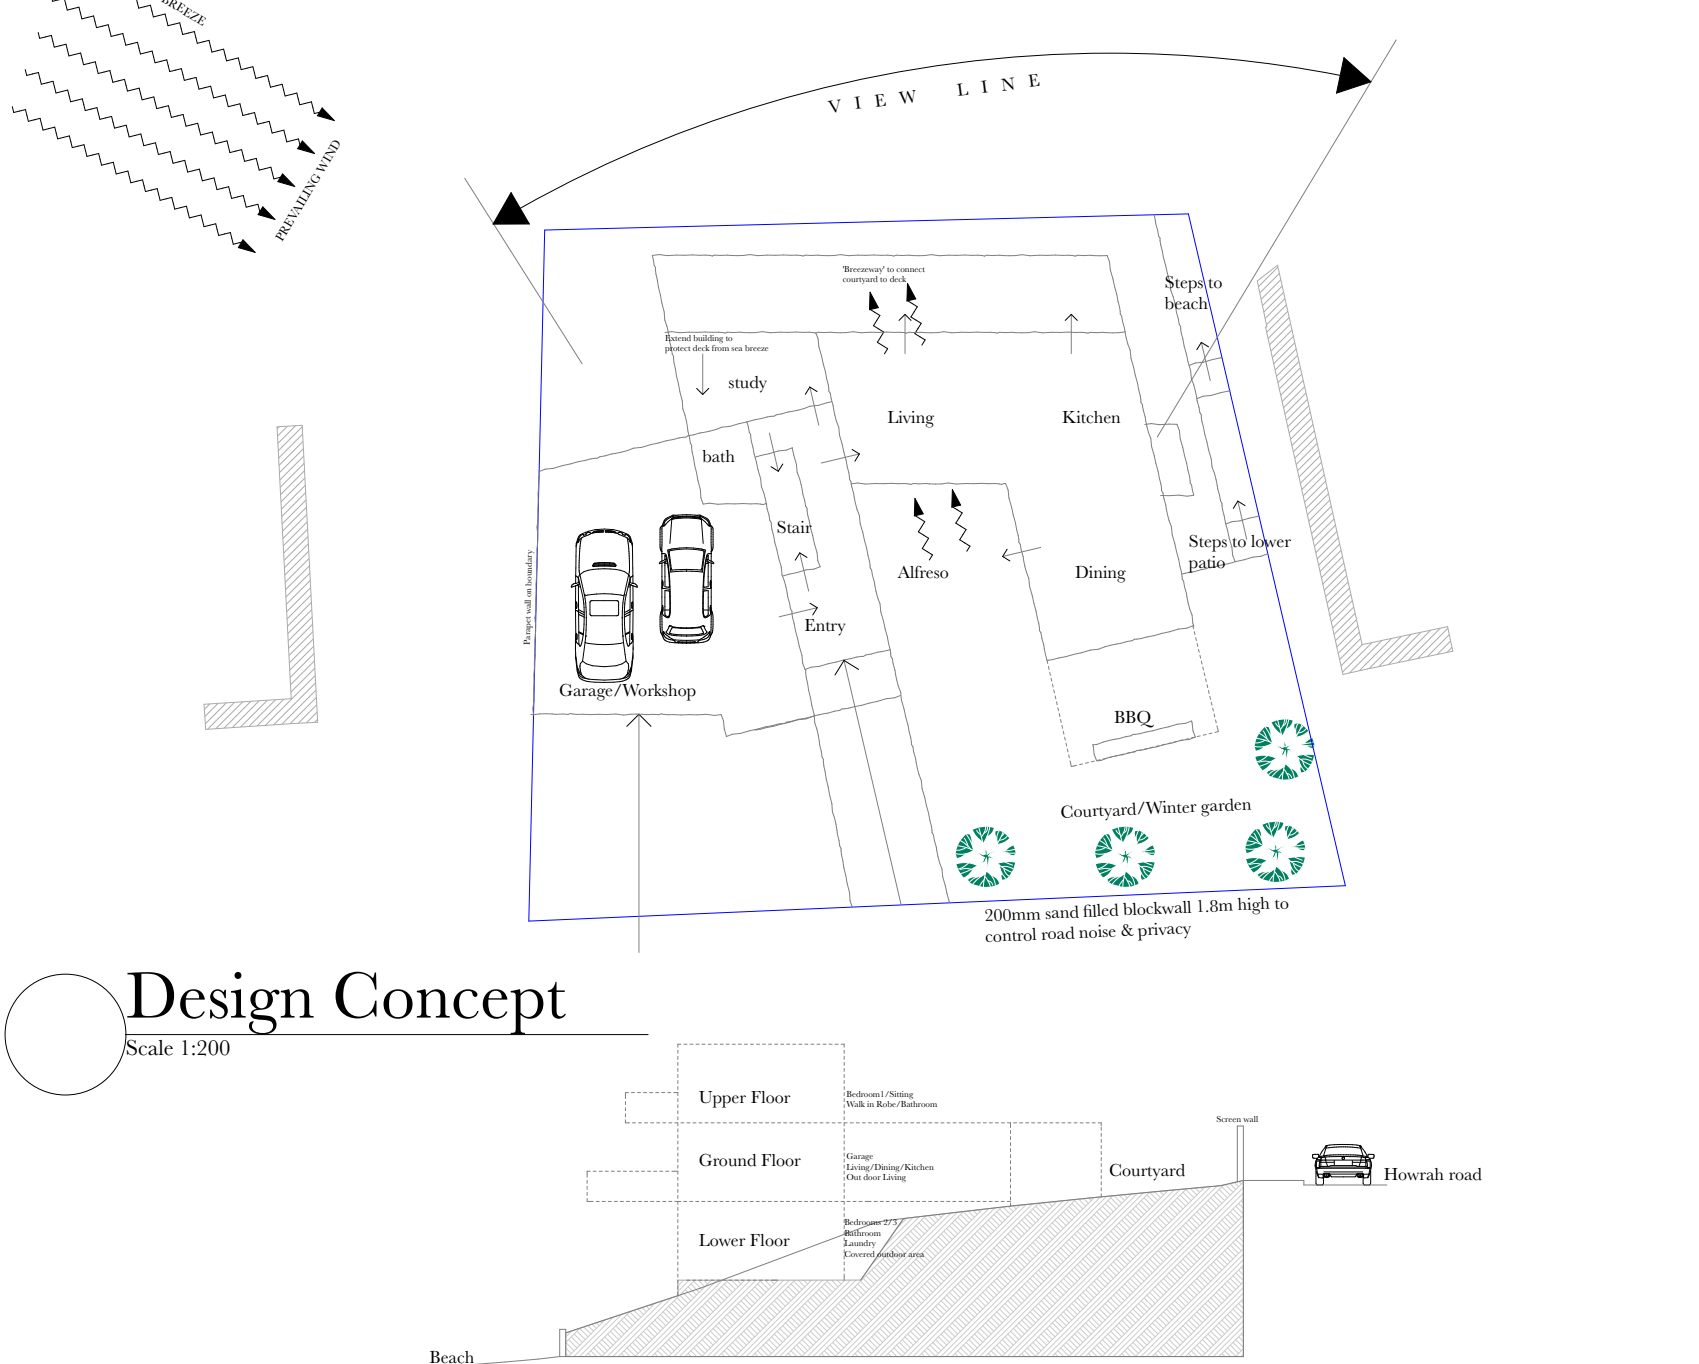 BREEZE
PREVAILING WIND
VIEW LINE
'Breezeway' to connect
courtyard to deck
Steps to
beach
Extend building to
protect deck from sea breeze
study
Living
Kitchen
bath
Stair
Steps to lower
patio
Alfreso
Dining
Parapet wall on boundary
Entry
Garage/Workshop
BBQ
Courtyard/Winter garden
200mm sand filled blockwall 1.8m high to
control road noise & privacy
Design Concept
Scale 1:200
Upper Floor
Bedroom1/Sitting
Walk in Robe/Bathroom
Screen wall
Ground Floor
Garage
Living/Dining/Kitchen
Out door Living
Courtyard
Howrah road
Lower Floor
Bedrooms 2/3
Bathroom
Laundry
Covered outdoor area
Beach